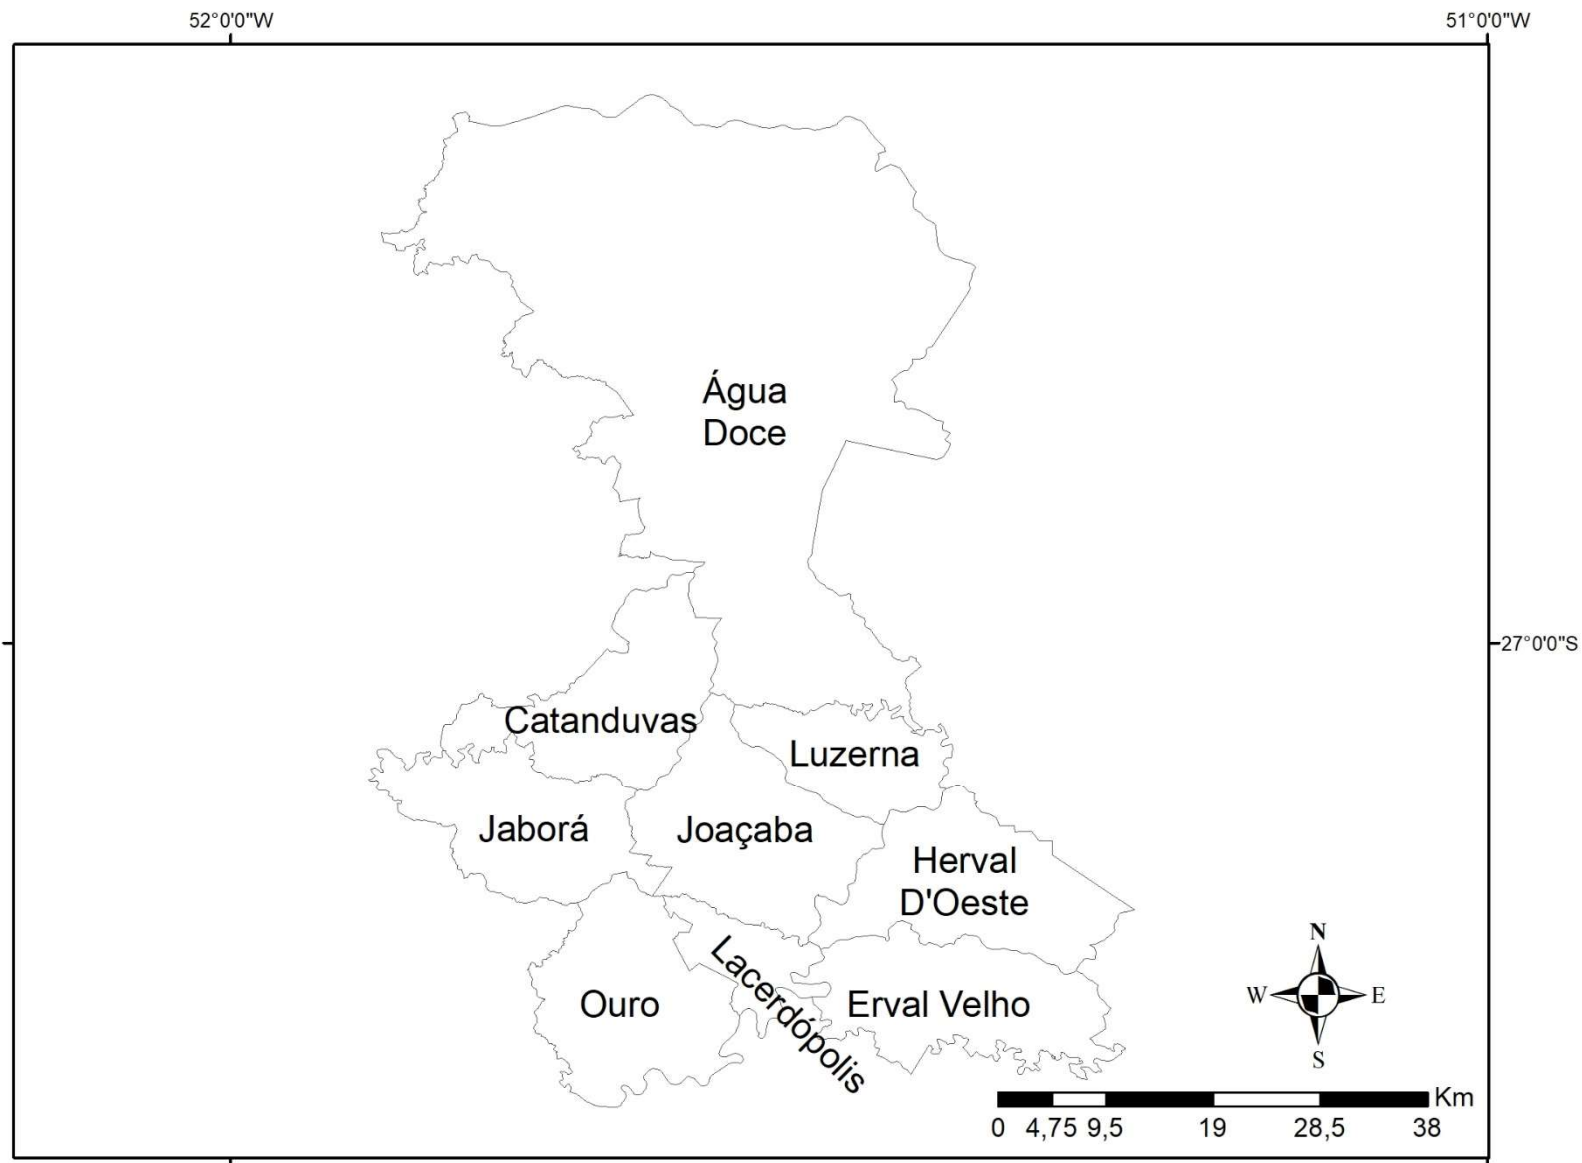 52°0'0"W
51°0'0"W
Água
Doce
27°0'0"S
Catanduvas
Luzerna
Jaborá
Joaçaba
Herval
D'Oeste
Lacerdópolis
Ouro
Erval Velho
N
W
E
S
Km
0 4,75 9,5 19 28,5 38